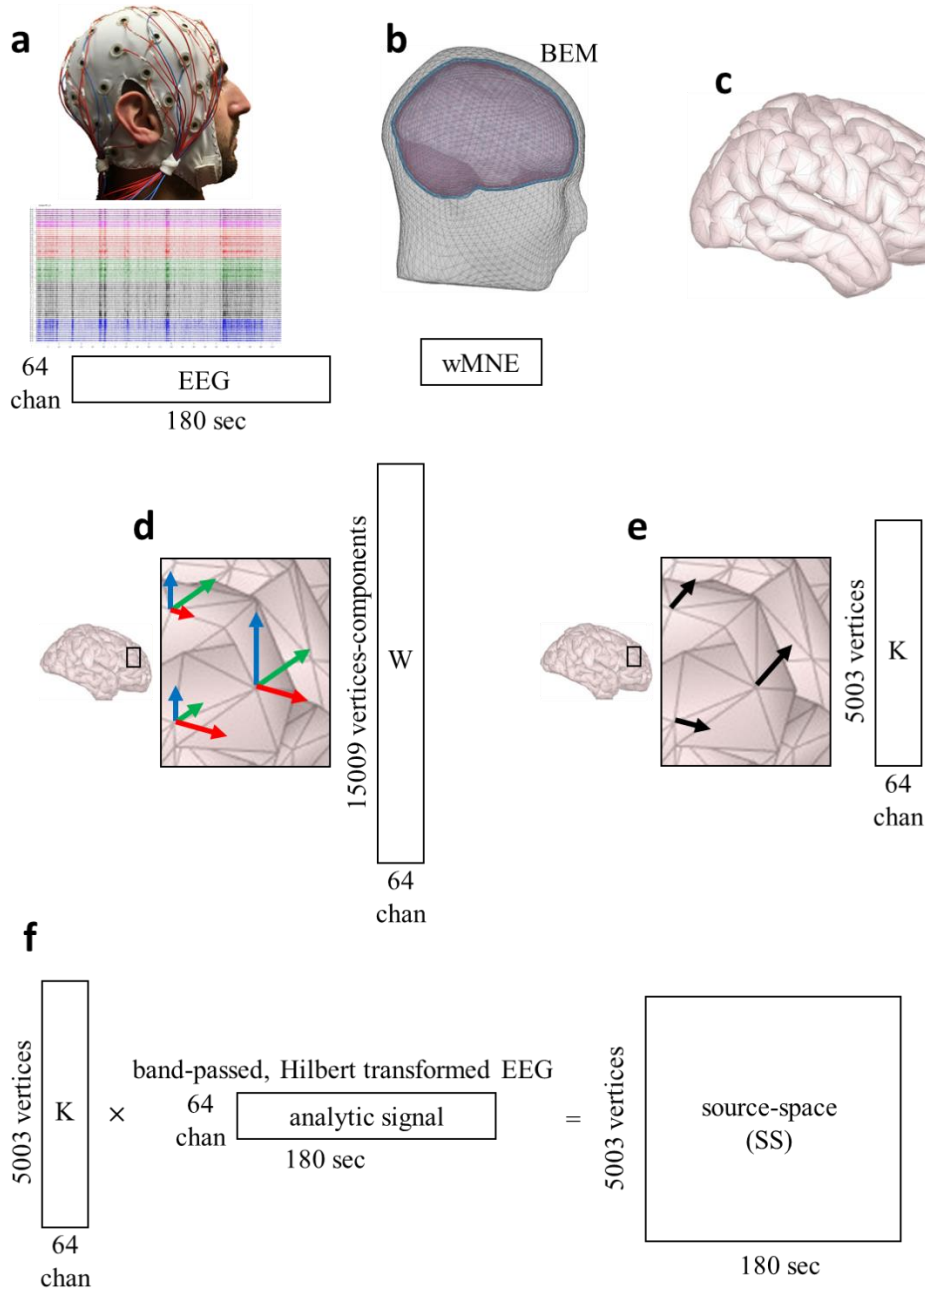 a
b
BEM
c
64
chan
EEG
180 sec
wMNE
d
15009 vertices-components
W
64
chan
e
5003 vertices
K
64
chan
f
5003 vertices
K
64
chan
×
band-passed, Hilbert transformed EEG
64
chan
analytic signal
180 sec
=
5003 vertices
source-space
(SS)
180 sec